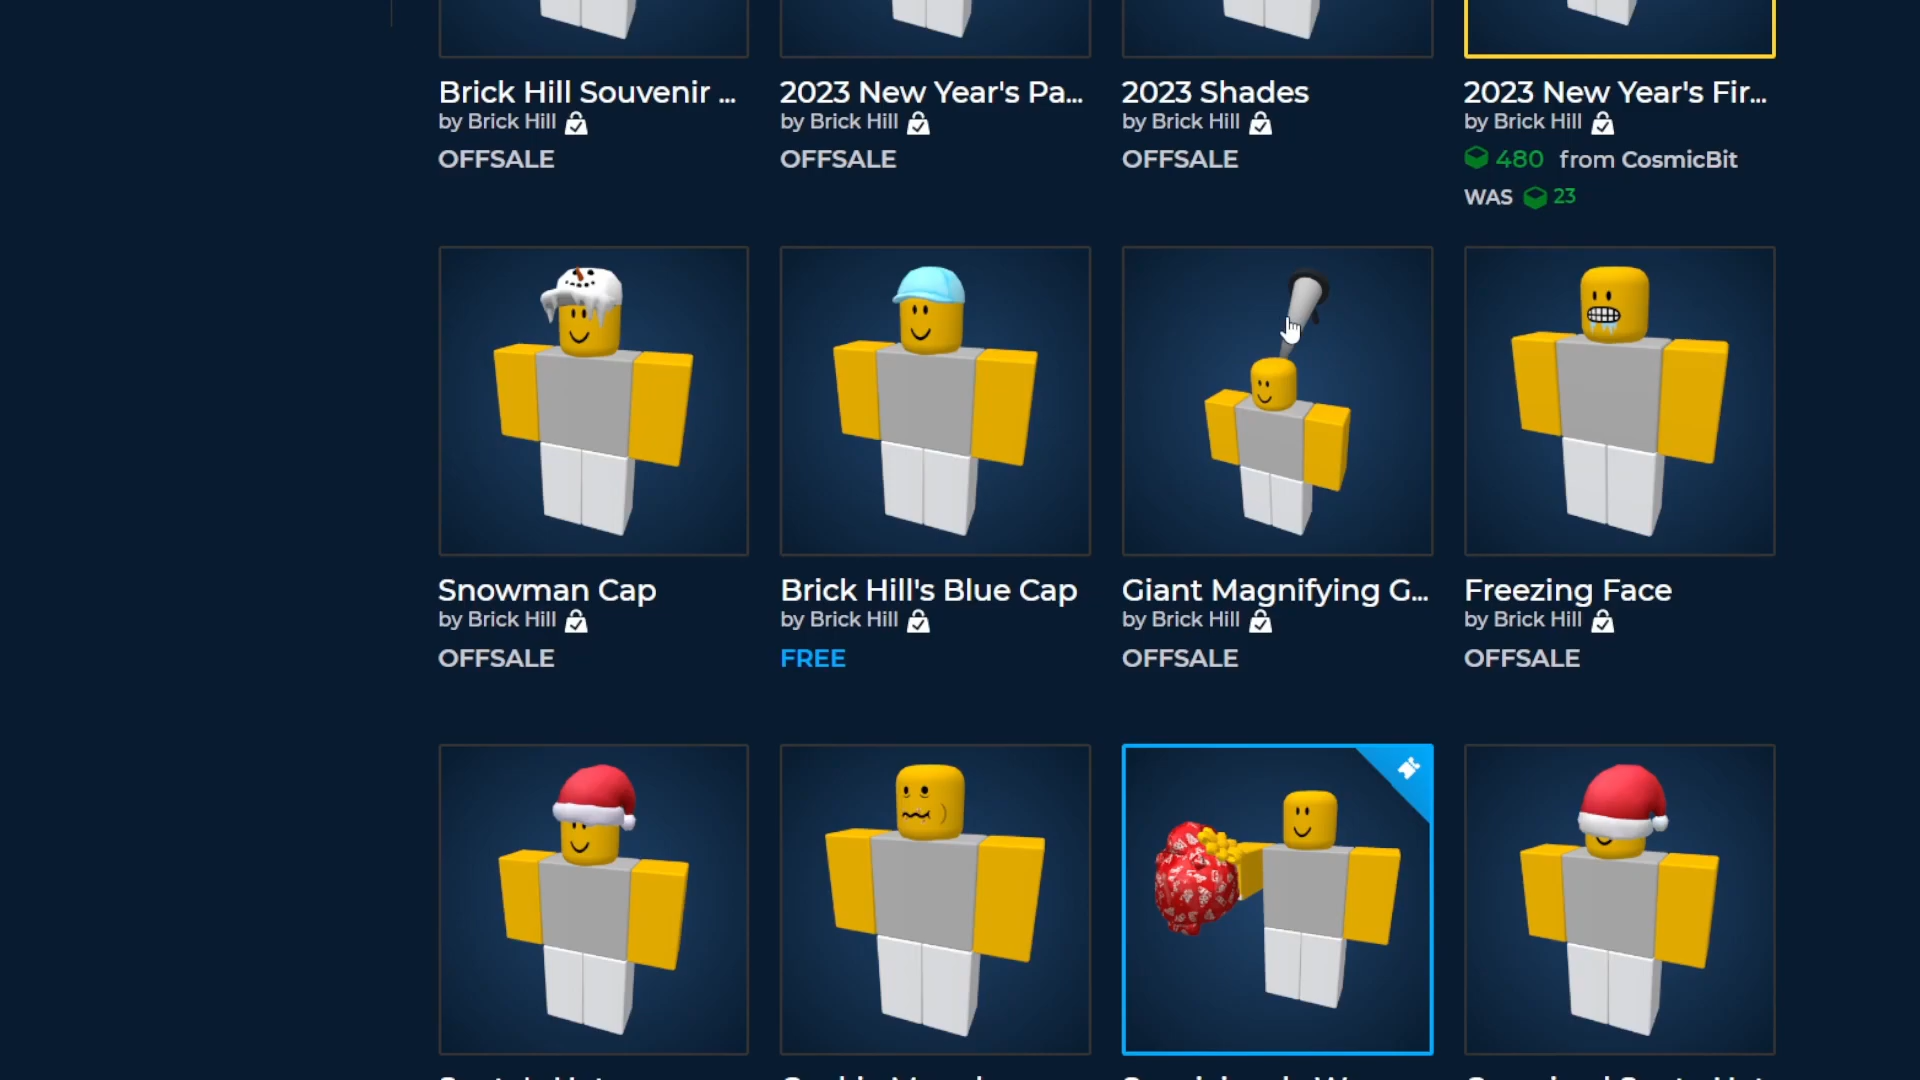 Brick Hill Souvenir ...
by Brick Hill
OFFSALE
2023 New Year's Pa...
by Brick Hill
OFFSALE
2023 Shades
by Brick Hill
OFFSALE
2023 New Year's Fir...
by Brick Hill
480 from CosmicBit
WAS 23
Snowman Cap
by Brick Hill
OFFSALE
Brick Hill's Blue Cap
by Brick Hill
FREE
Giant Magnifying G...
by Brick Hill
OFFSALE
Freezing Face
by Brick Hill
OFFSALE